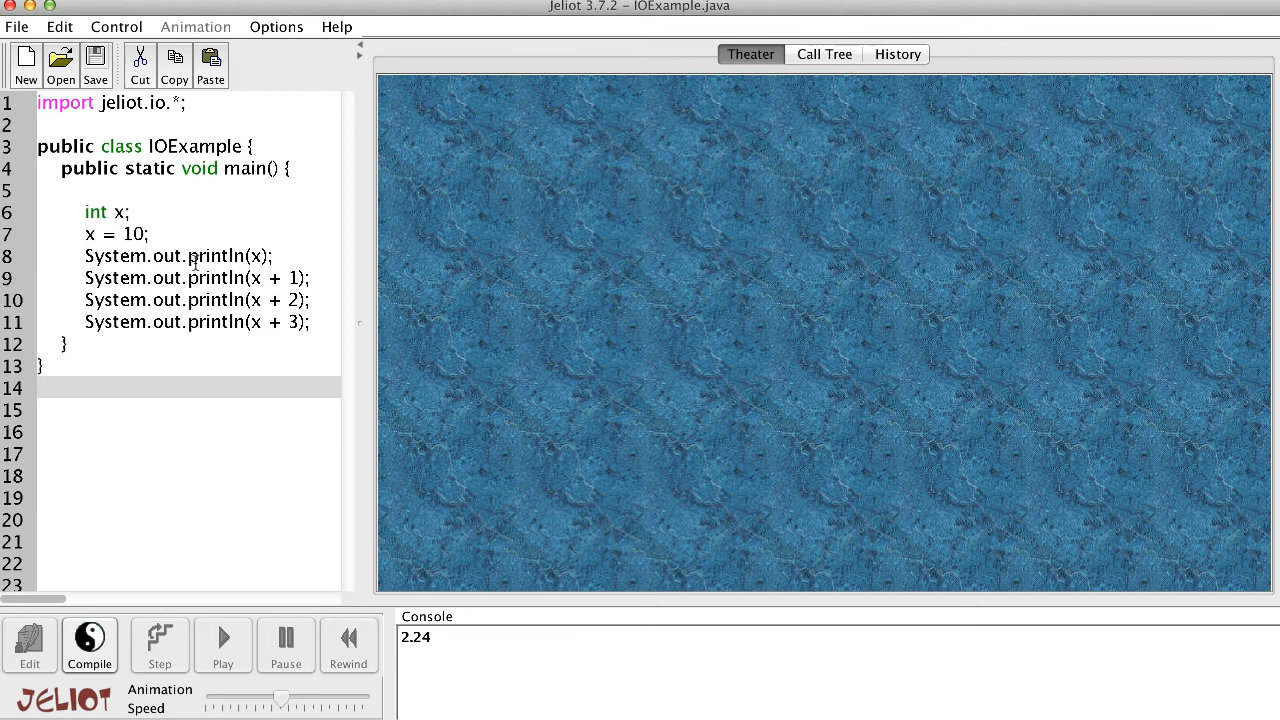 Jeliot 3.7.2 - IOExample.java
File Edit Control Animation Options Help
New Open Save Cut Copy Paste
Theater Call Tree History
1 import jeliot.io.*;
2
3 public class IOExample {
4 public static void main() {
5
6 int x;
7 x = 10;
8 System.out.println(x);
9 System.out.println(x + 1);
10 System.out.println(x + 2);
11 System.out.println(x + 3);
12 }
13 }
14
15
16
17
18
19
20
21
22
23
Edit Compile Step Play Pause Rewind
JELIOT Animation Speed
Console
2.24